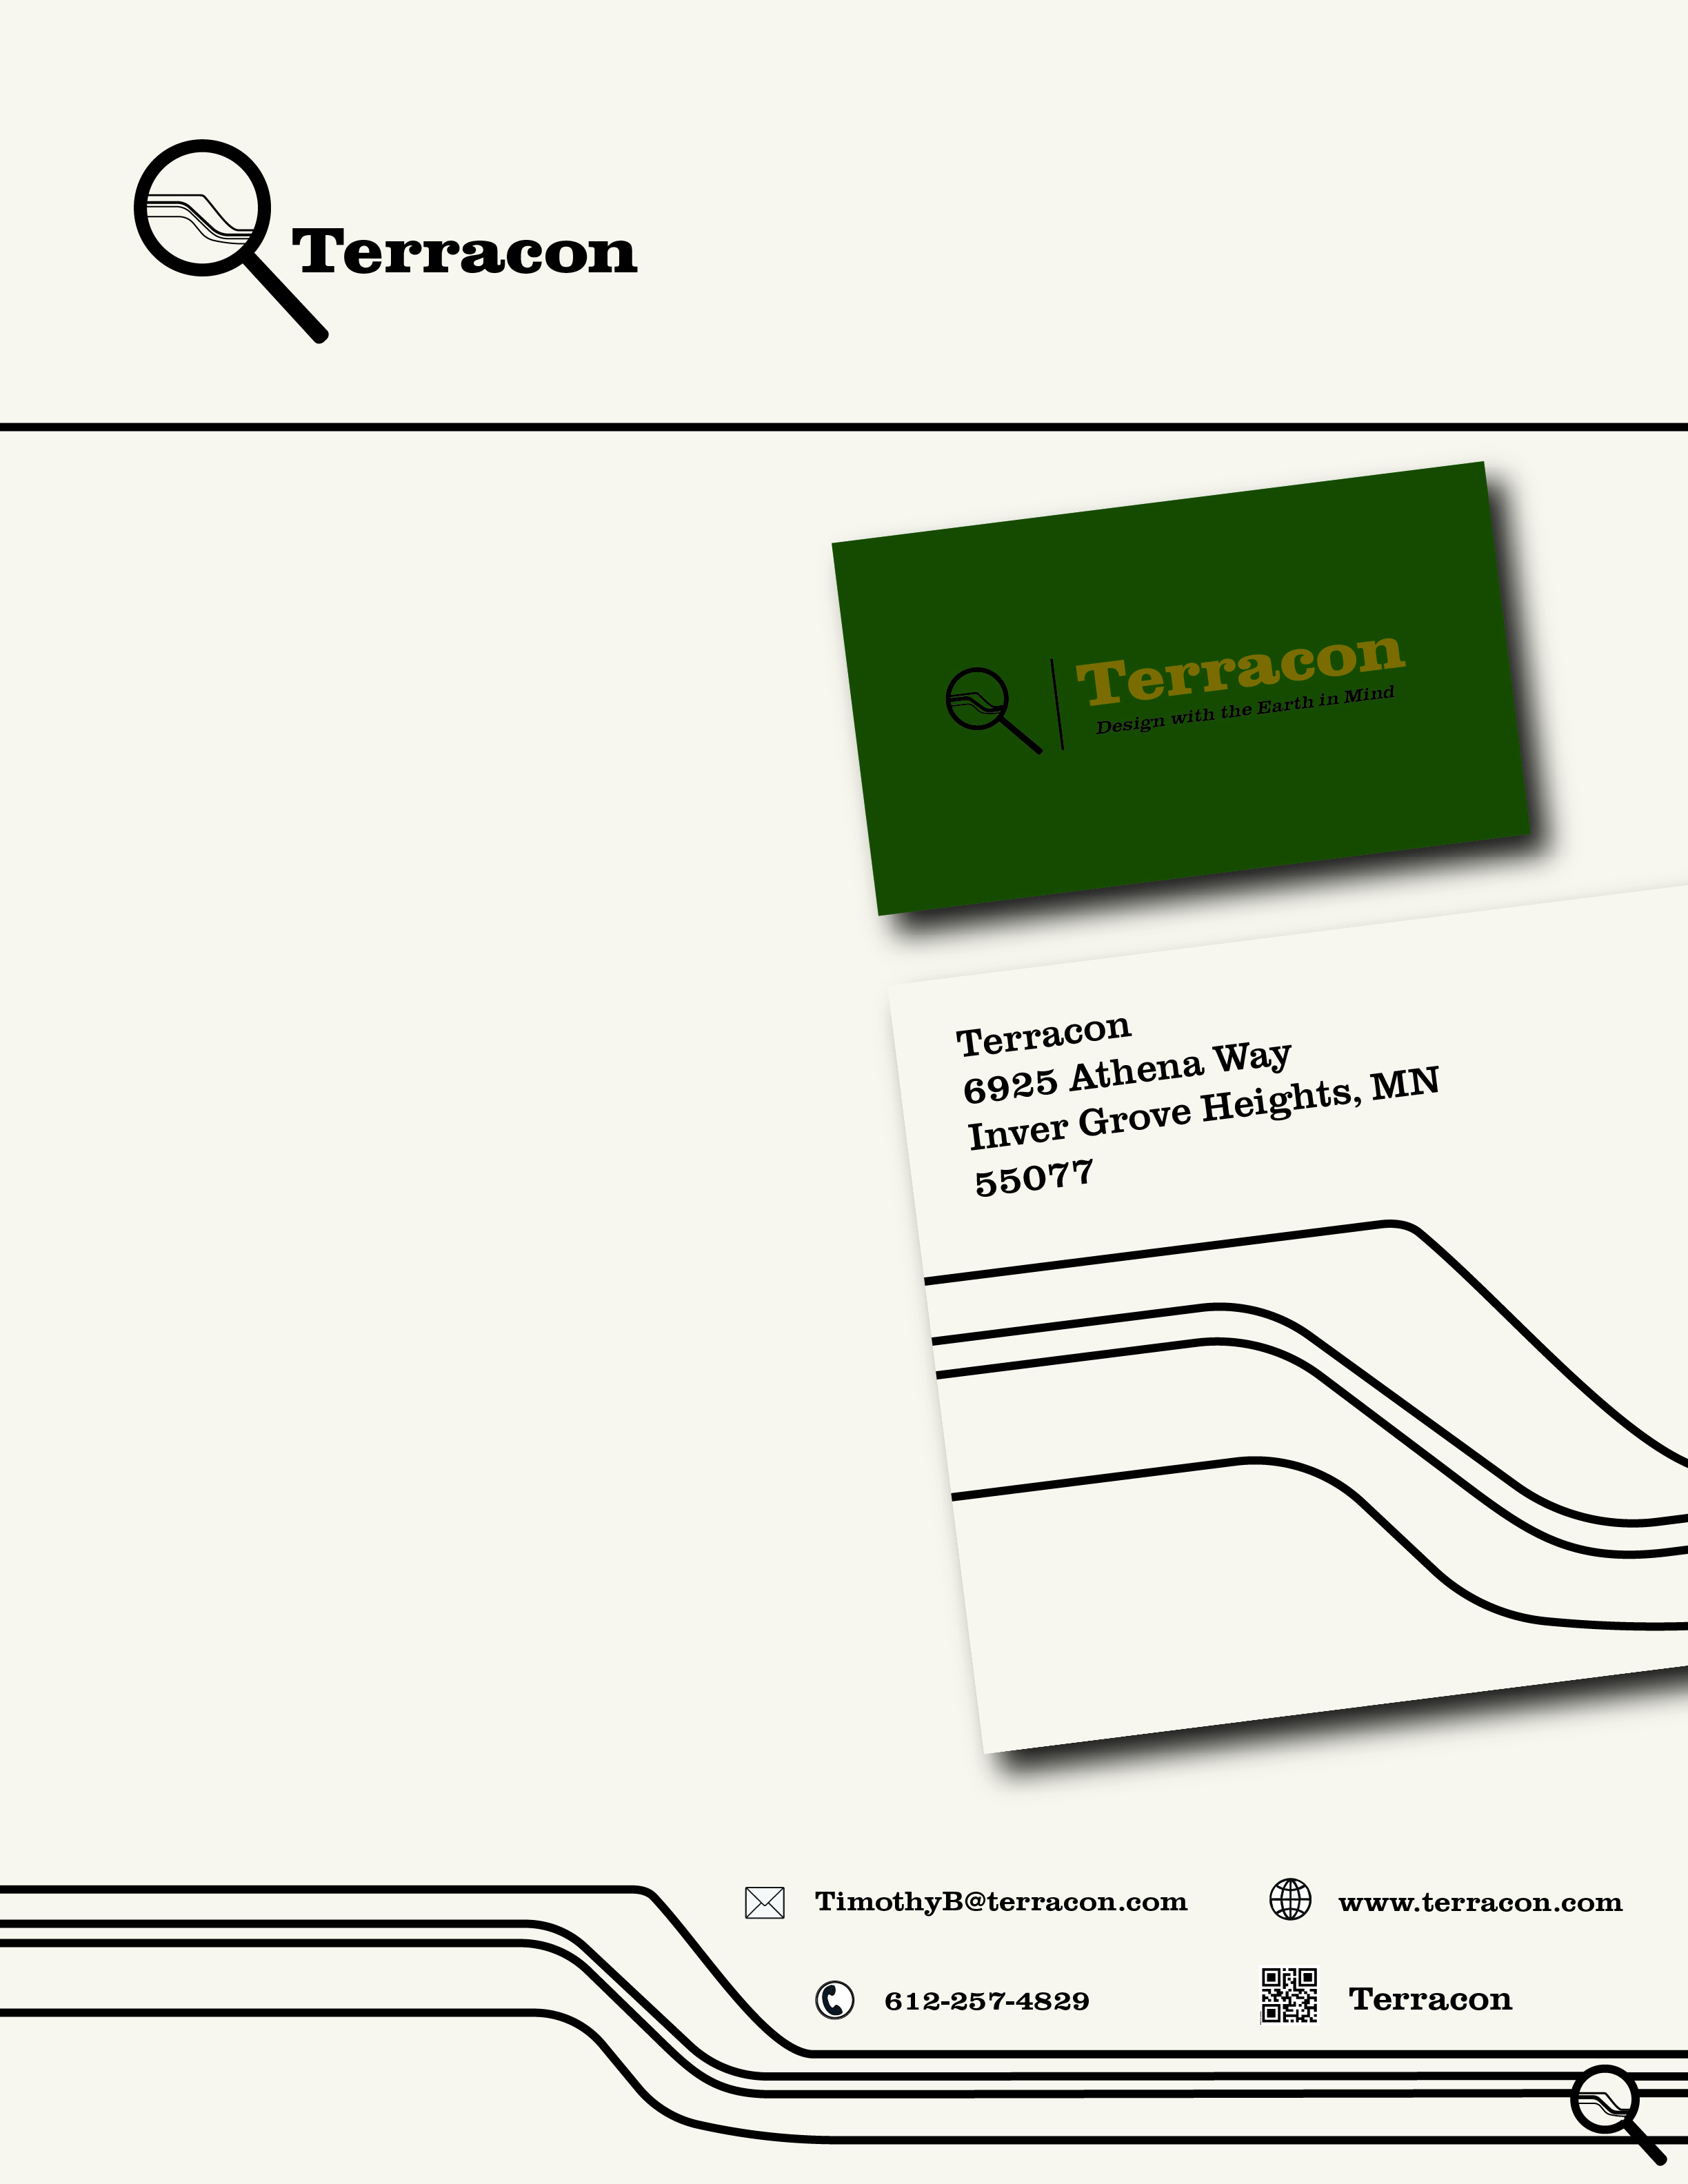 Terracon
Terracon
Design with the Earth in Mind
Terracon
6925 Athena Way
Inver Grove Heights, MN
55077
TimothyB@terracon.com
www.terracon.com
612-257-4829
Terracon